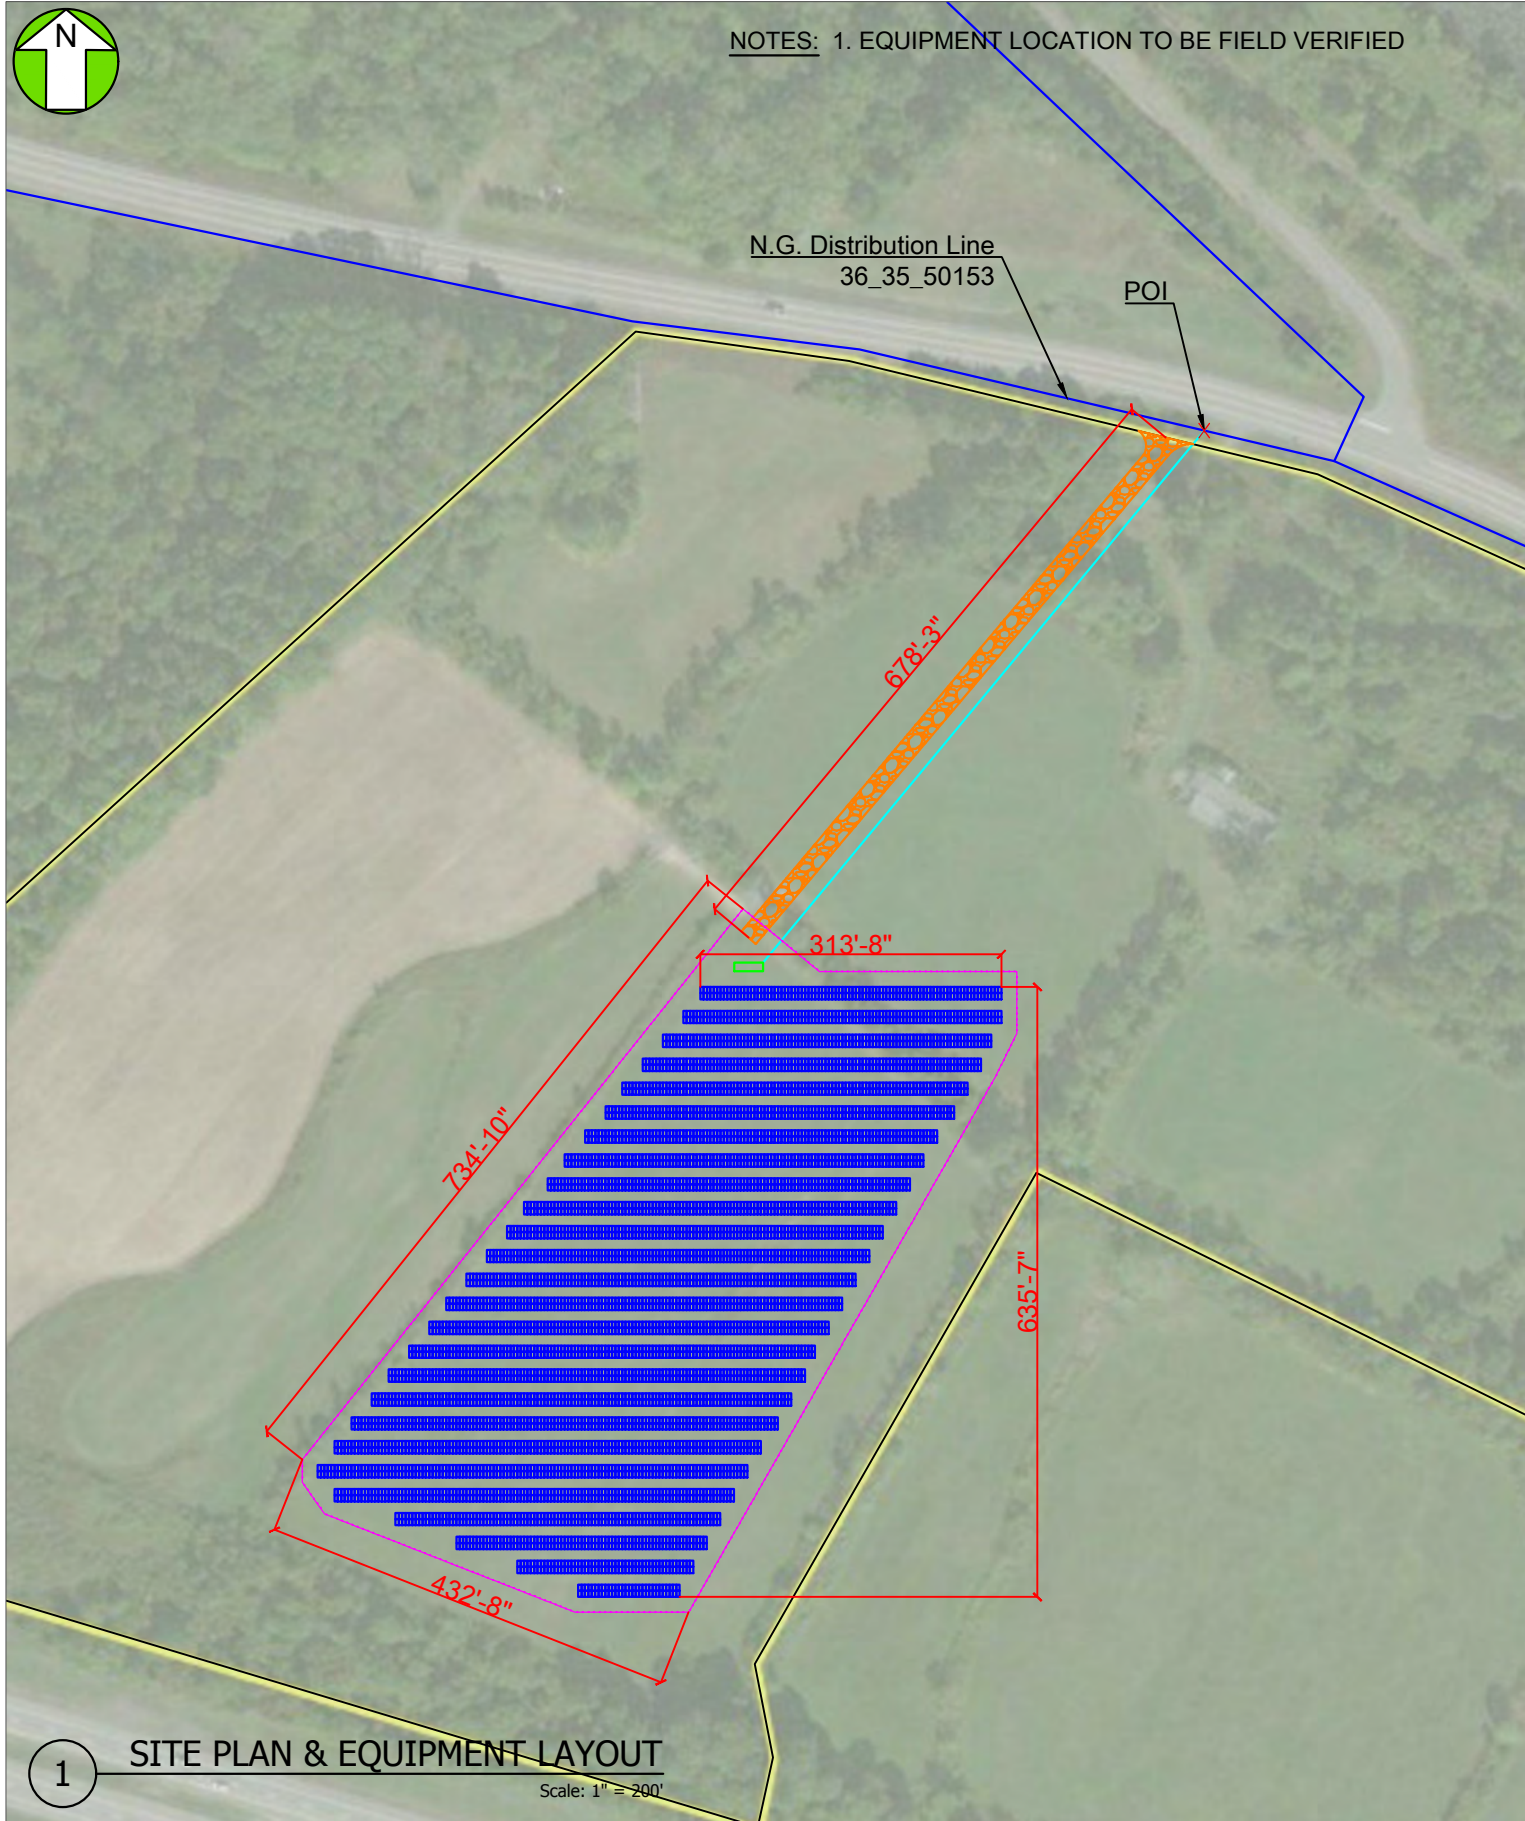 N
NOTES: 1. EQUIPMENT LOCATION TO BE FIELD VERIFIED
N.G. Distribution Line
36_35_50153
POI
678'-3"
313'-8"
734'-10"
635'-7"
432'-8"
1
SITE PLAN & EQUIPMENT LAYOUT
Scale: 1" = 200'